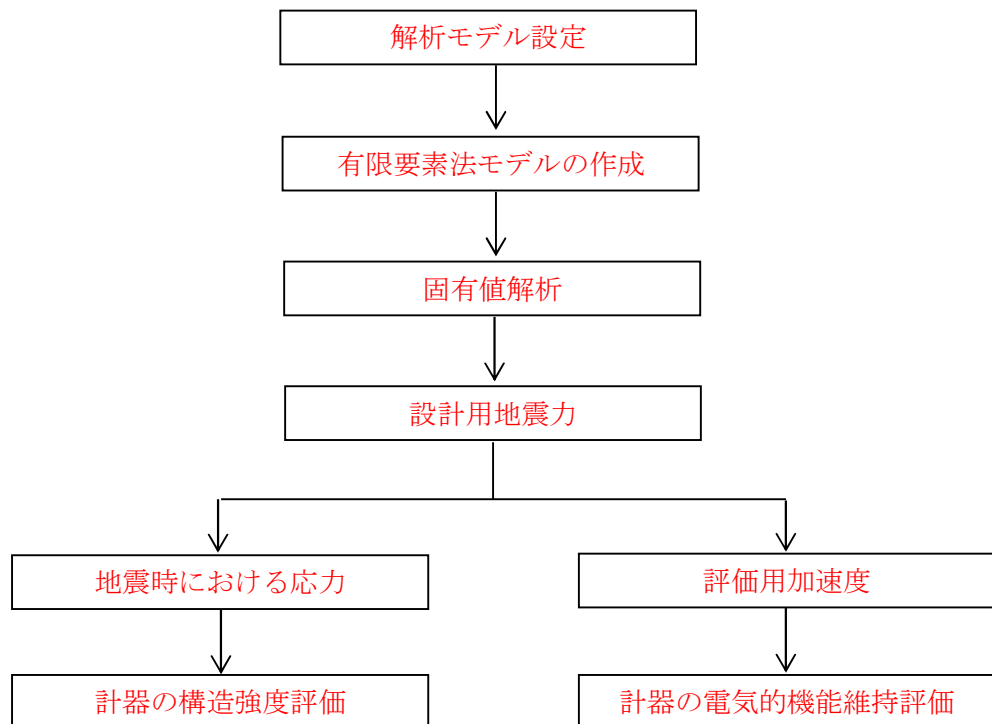 解析モデル設定
有限要素法モデルの作成
固有値解析
設計用地震力
地震時における応力
評価用加速度
計器の構造強度評価
計器の電気的機能維持評価